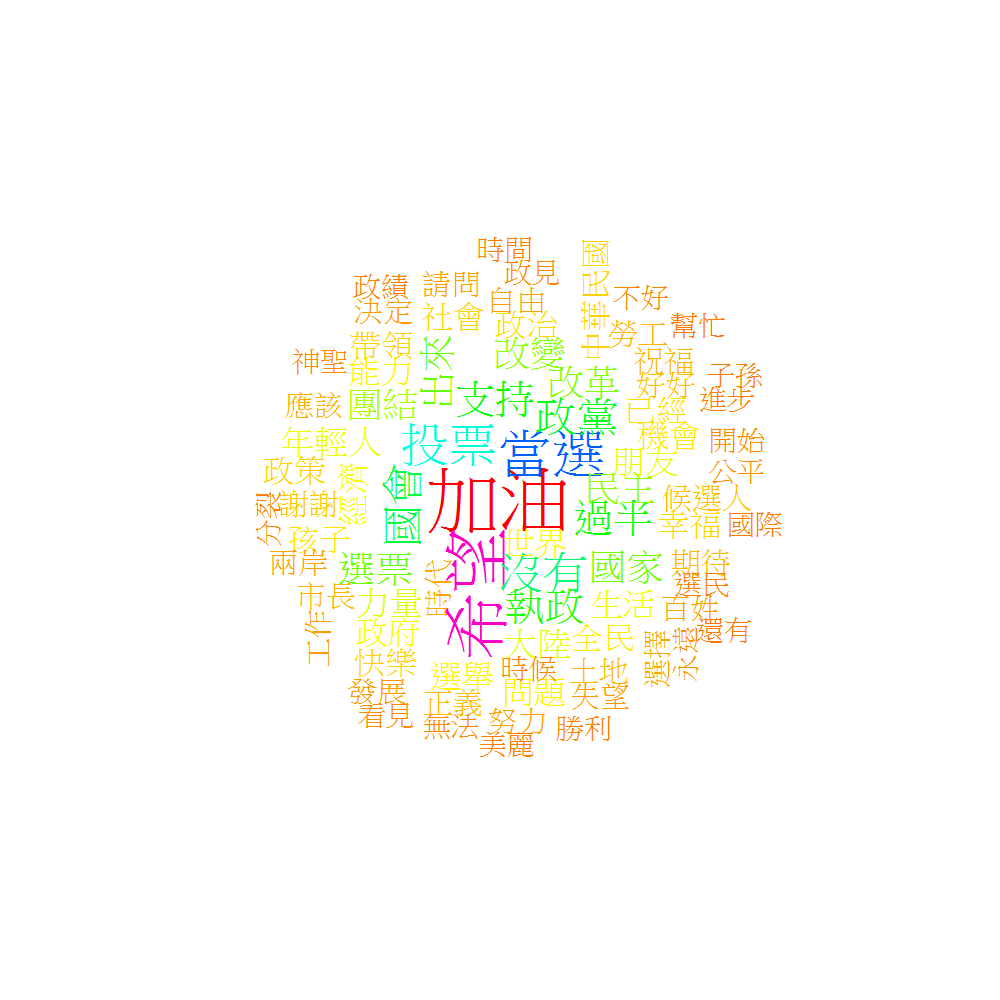 時間
政見
中華民國
政績
請問
自由
不好
決定
社會
政治
勞工
幫忙
帶領
出來
改變
祝福
神聖
能力
改革
好好
子孫
應該
團結
支持
政黨
已經
進步
年輕人
投票
當選
機會
開始
政策
經濟
國會
朋友
公平
分裂
謝謝
加油
民主
候選人
孩子
希望
世界
過半
幸福
國際
兩岸
選票
沒有
國家
期待
市長
力量
時代
執政
生活
選民
百姓
工作
政府
大陸
全民
選擇
永遠
還有
快樂
選舉
時候
土地
發展
正義
問題
失望
看見
無法
努力
勝利
美麗